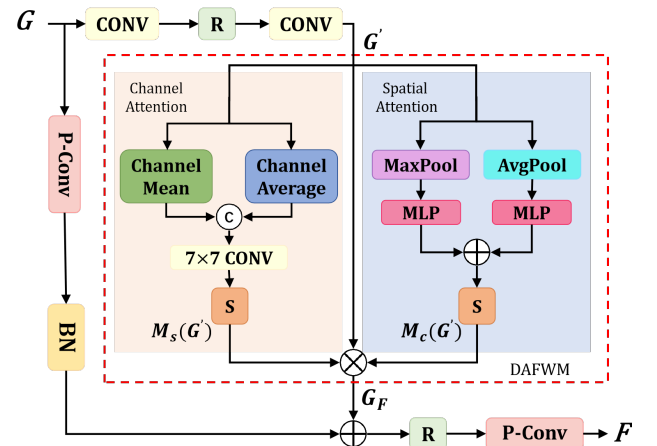 G
CONV
R
CONV
G'
Channel
Attention
Spatial
Attention
P-Conv
Channel
Mean
Channel
Average
MaxPool
AvgPool
MLP
MLP
C
7×7 CONV
S
S
BN
M_s(G')
M_c(G')
DAFWM
G_F
R
P-Conv
F